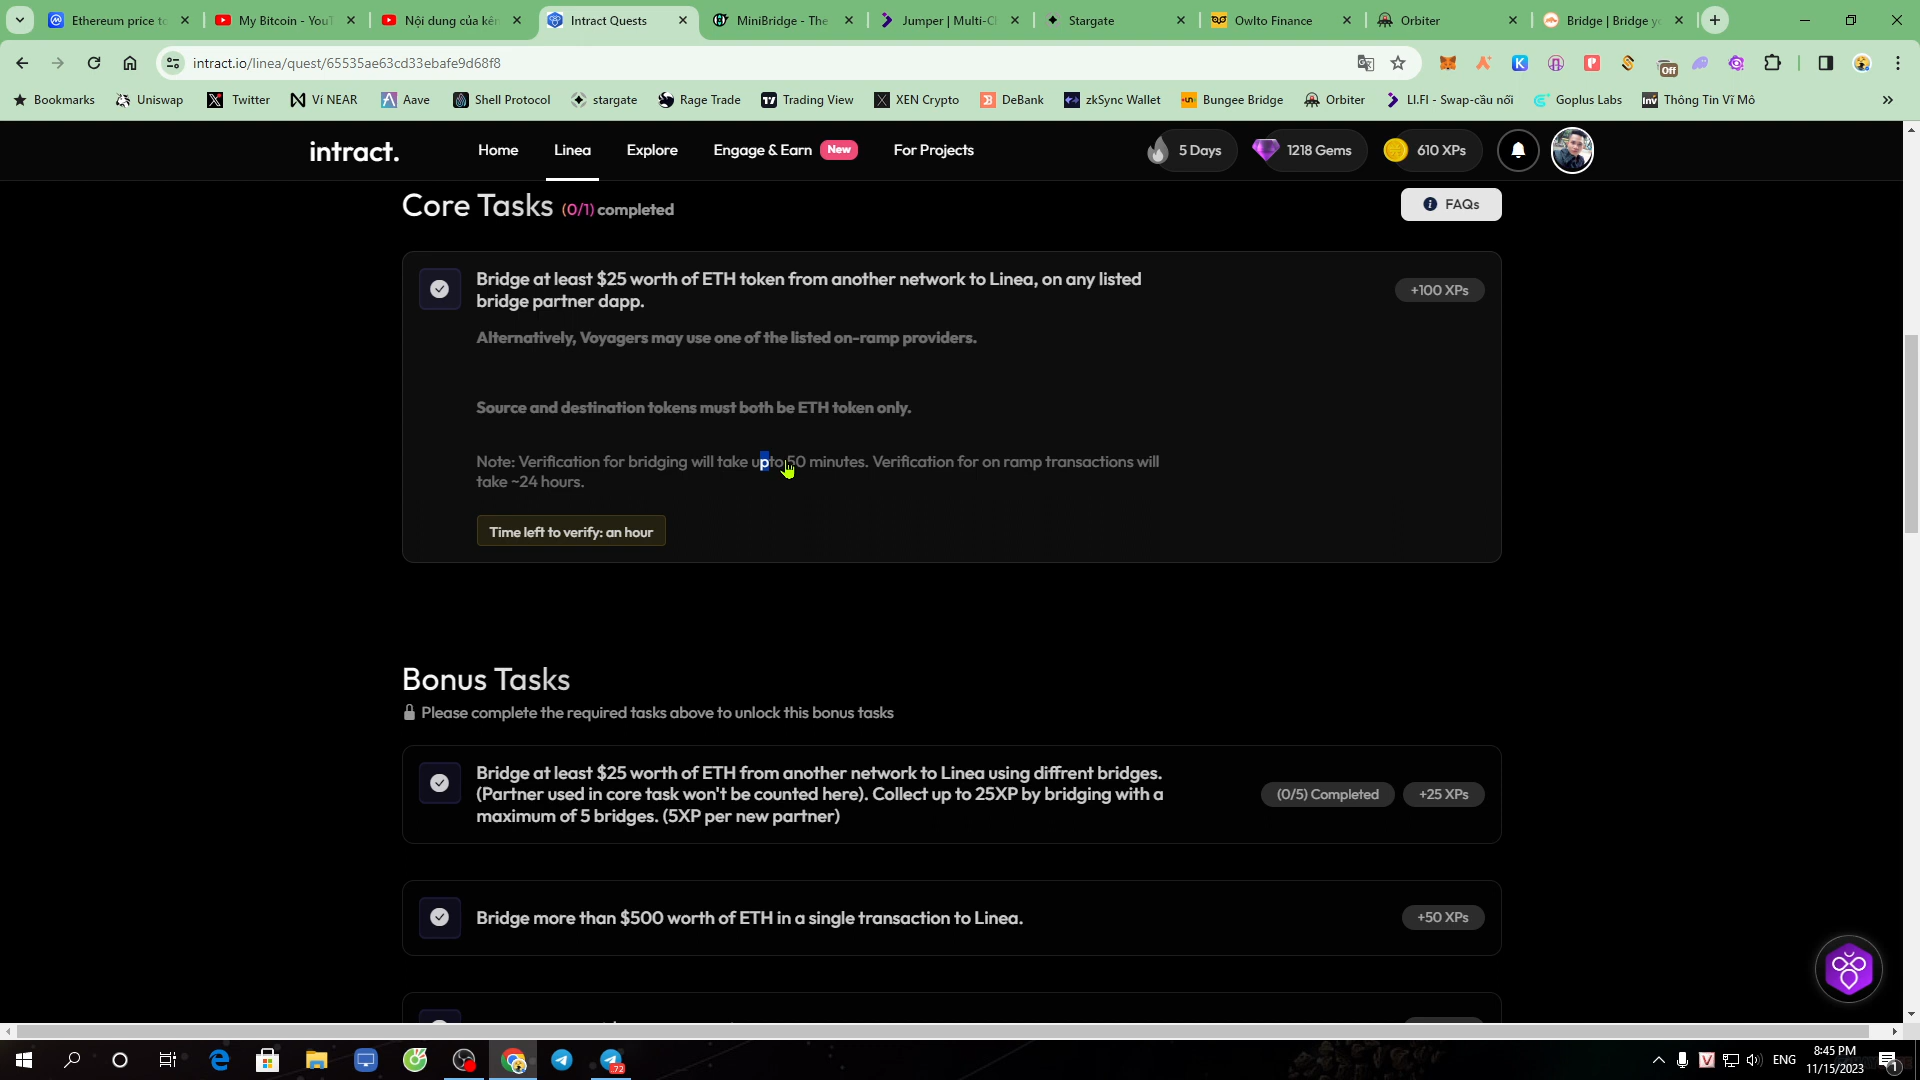 Ethereum price to
My Bitcoin - YouT
Nội dung của kên
Intract Quests
MiniBridge - The
Jumper | Multi-Ch
Stargate
Owlto Finance
Orbiter
Bridge | Bridge yo
intract.io/linea/quest/65535ae63cd33ebafe9d68f8
Off
Bookmarks
Uniswap
Twitter
Ví NEAR
Aave
Shell Protocol
stargate
Rage Trade
Trading View
XEN Crypto
DeBank
zkSync Wallet
Bungee Bridge
Orbiter
LI.FI - Swap-cầu nối
Goplus Labs
Thông Tin Vĩ Mô
intract.
Home
Linea
Explore
Engage & Earn New
For Projects
5 Days
1218 Gems
610 XPs
Core Tasks (0/1) completed
FAQs
Bridge at least $25 worth of ETH token from another network to Linea, on any listed
bridge partner dapp.
+100 XPs
Alternatively, Voyagers may use one of the listed on-ramp providers.
Source and destination tokens must both be ETH token only.
Note: Verification for bridging will take upto 50 minutes. Verification for on ramp transactions will
take ~24 hours.
Time left to verify: an hour
Bonus Tasks
Please complete the required tasks above to unlock this bonus tasks
Bridge at least $25 worth of ETH from another network to Linea using diffrent bridges.
(Partner used in core task won't be counted here). Collect up to 25XP by bridging with a
maximum of 5 bridges. (5XP per new partner)
(0/5) Completed
+25 XPs
Bridge more than $500 worth of ETH in a single transaction to Linea.
+50 XPs
72
ENG
8:45 PM
11/15/2023
1